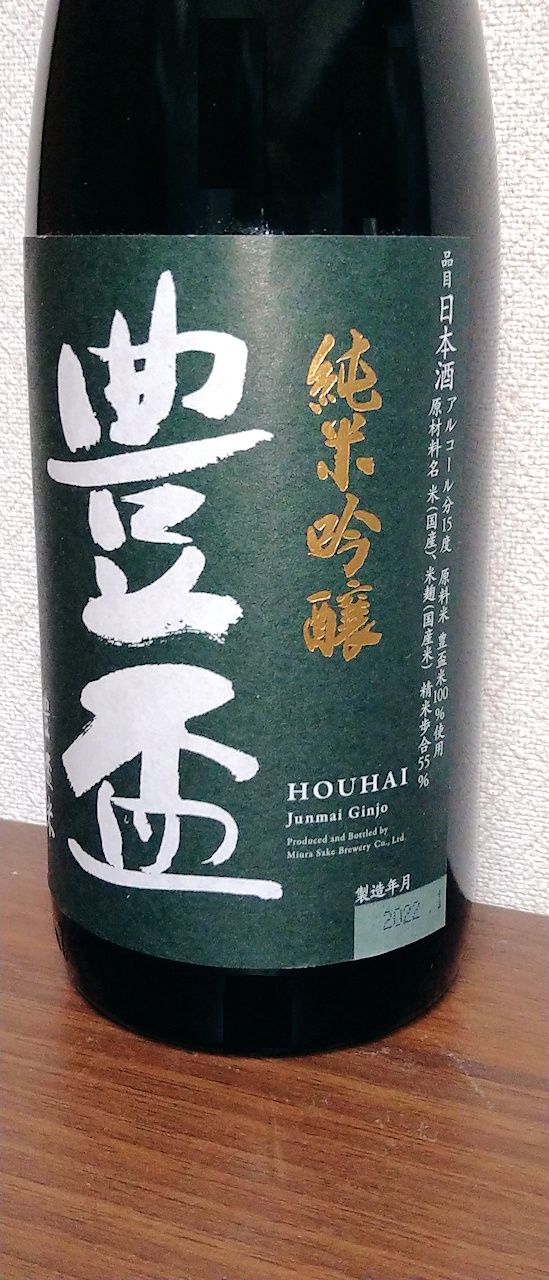 品目 日本酒
アルコール分15度 原料米 豊盃米100%使用
原材料名 米(国産)、米麹(国産米) 精米歩合55%
純米吟醸
豊盃
HOUHAI
Junmai Ginjo
Produced and Bottled by
Miura Sake Brewery Co., Ltd.
製造年月
2022. 1